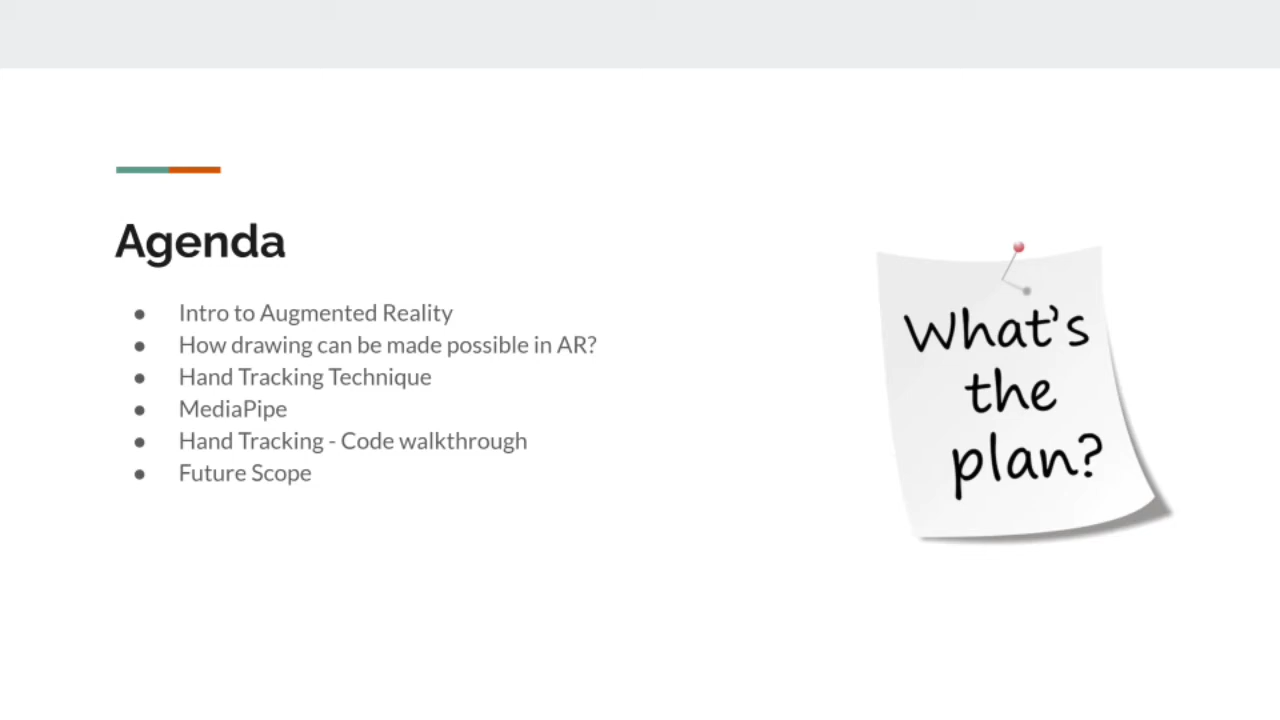 Agenda
● Intro to Augmented Reality
● How drawing can be made possible in AR?
● Hand Tracking Technique
● MediaPipe
● Hand Tracking - Code walkthrough
● Future Scope
What's
the
plan?